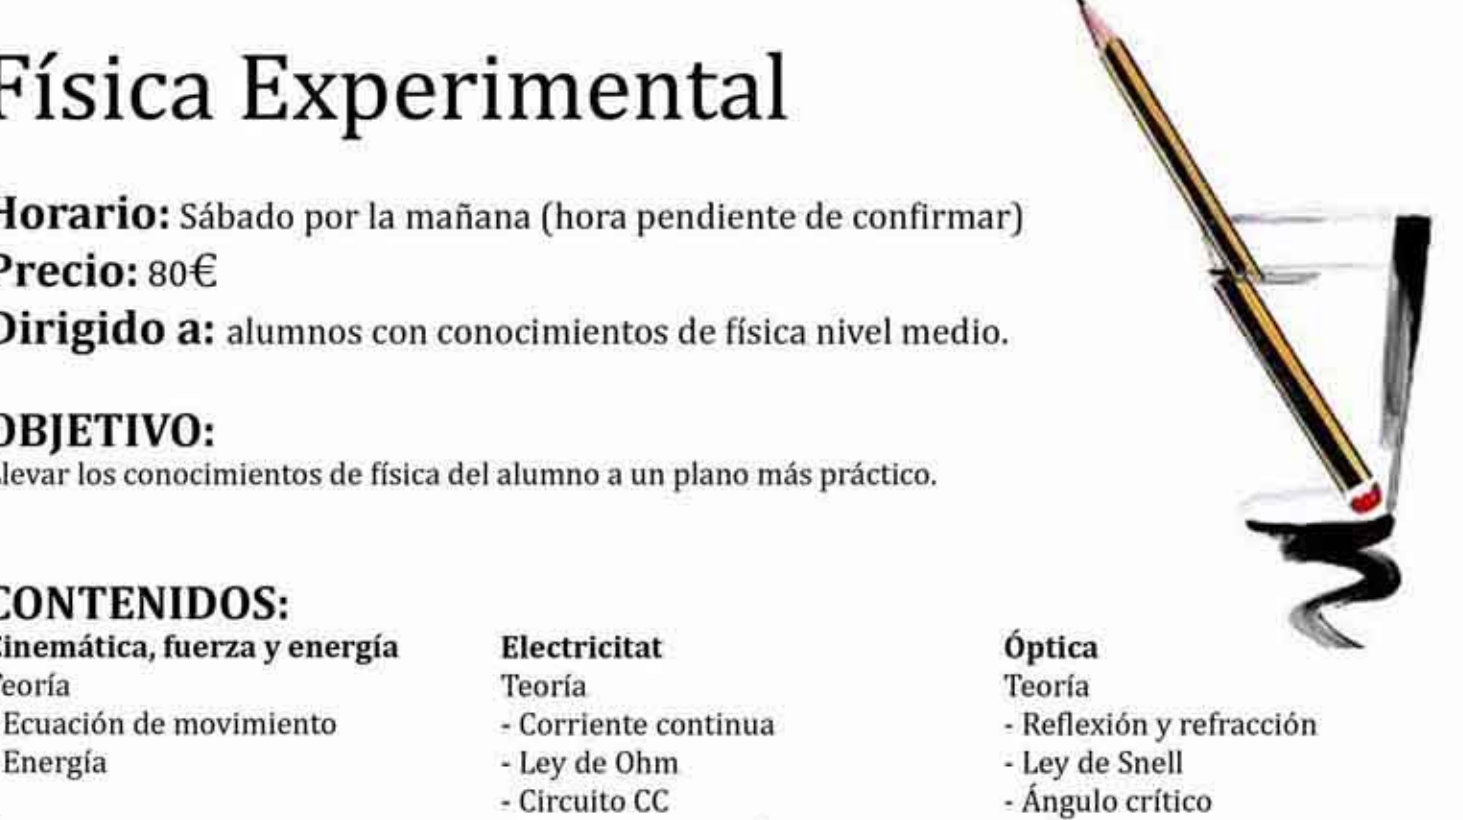 Física Experimental
Horario: Sábado por la mañana (hora pendiente de confirmar)
Precio: 80€
Dirigido a: alumnos con conocimientos de física nivel medio.
OBJETIVO:
Llevar los conocimientos de física del alumno a un plano más práctico.
CONTENIDOS:
Cinemática, fuerza y energía
Teoría
Ecuación de movimiento
Energía
Electricitat
Teoría
- Corriente continua
- Ley de Ohm
- Circuito CC
Óptica
Teoría
- Reflexión y refracción
- Ley de Snell
- Ángulo crítico